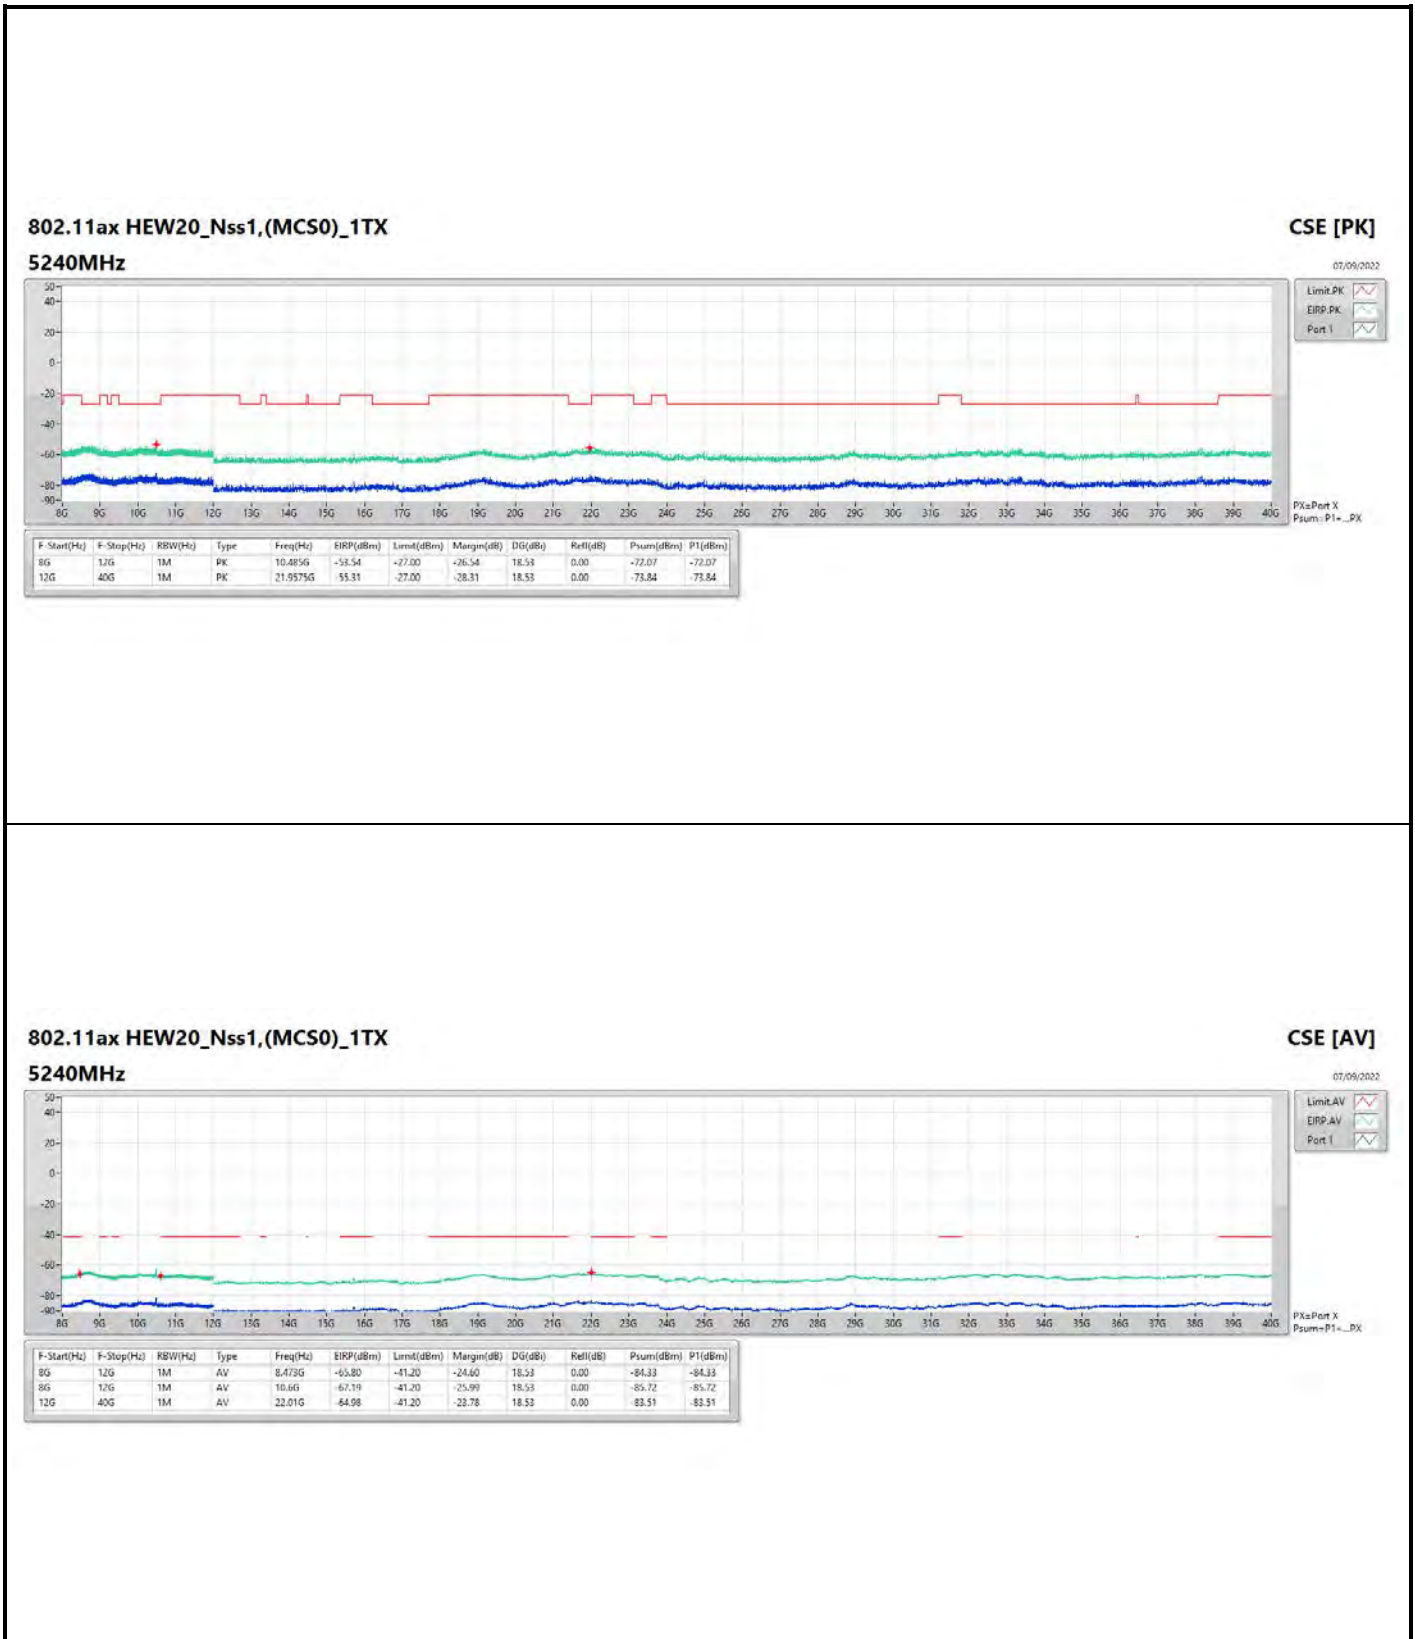 802.11ax HEW20_Nss1,(MCS0)_1TX
CSE [PK]
5240MHz
07/09/2022
50
40
20
0
-20
-40
-60
-80
-90
8G 9G 10G 11G 12G 13G 14G 15G 16G 17G 18G 19G 20G 21G 22G 23G 24G 25G 26G 27G 28G 29G 30G 31G 32G 33G 34G 35G 36G 37G 38G 39G 40G
Limit.PK
EIRP.PK
Port 1
PX=Port X
Psum=P1+...PX
F-Start(Hz) F-Stop(Hz) RBW(Hz) Type Freq(Hz) EIRP(dBm) Limit(dBm) Margin(dB) DG(dBi) Refl(dB) Psum(dBm) P1(dBm)
8G 12G 1M PK 10.485G -53.54 -27.00 -26.54 18.53 0.00 -72.07 -72.07
12G 40G 1M PK 21.9575G -55.31 -27.00 -28.31 18.53 0.00 -73.84 -73.84
802.11ax HEW20_Nss1,(MCS0)_1TX
CSE [AV]
5240MHz
07/09/2022
50
40
20
0
-20
-40
-60
-80
-90
8G 9G 10G 11G 12G 13G 14G 15G 16G 17G 18G 19G 20G 21G 22G 23G 24G 25G 26G 27G 28G 29G 30G 31G 32G 33G 34G 35G 36G 37G 38G 39G 40G
Limit.AV
EIRP.AV
Port 1
PX=Port X
Psum=P1+...PX
F-Start(Hz) F-Stop(Hz) RBW(Hz) Type Freq(Hz) EIRP(dBm) Limit(dBm) Margin(dB) DG(dBi) Refl(dB) Psum(dBm) P1(dBm)
8G 12G 1M AV 8.473G -65.80 -41.20 -24.60 18.53 0.00 -84.33 -84.33
8G 12G 1M AV 10.6G -67.19 -41.20 -25.99 18.53 0.00 -85.72 -85.72
12G 40G 1M AV 22.01G -64.98 -41.20 -23.78 18.53 0.00 -83.51 -83.51